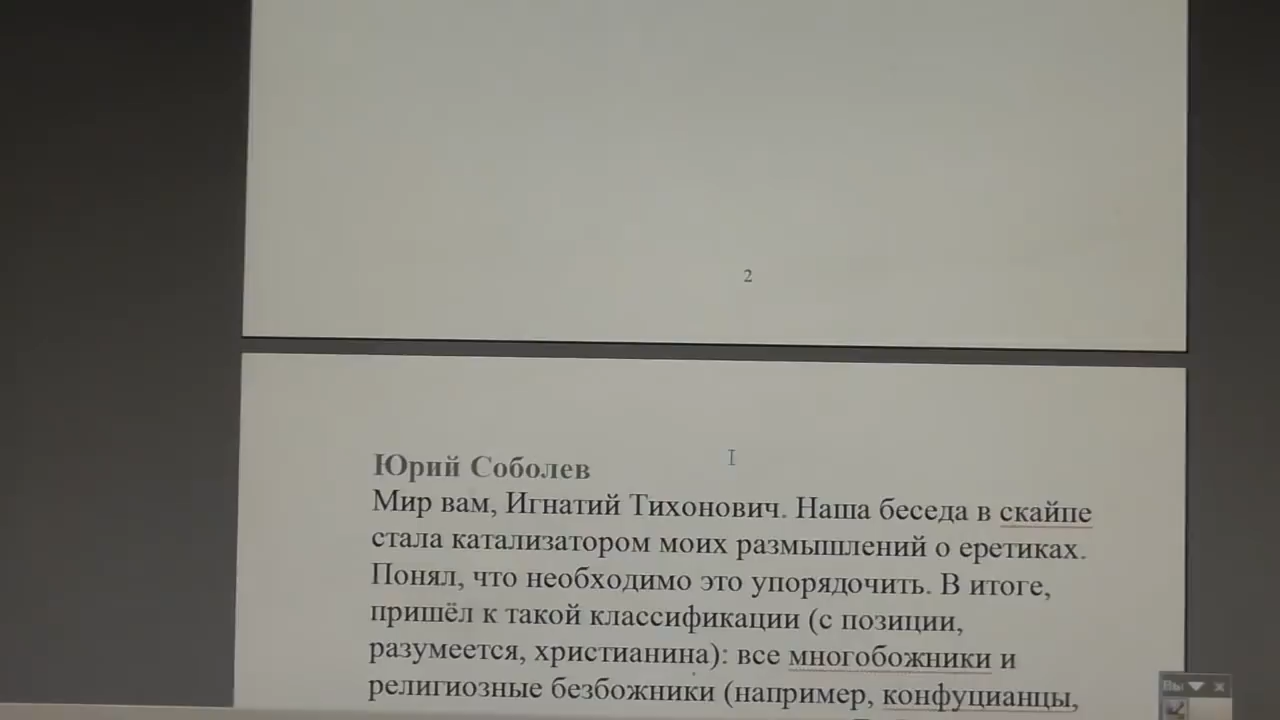 2
Юрий Соболев
Мир вам, Игнатий Тихонович. Наша беседа в скайпе
стала катализатором моих размышлений о еретиках.
Понял, что необходимо это упорядочить. В итоге,
пришёл к такой классификации (с позиции,
разумеется, христианина): все многобожники и
религиозные безбожники (например, конфуцианцы,
Вы